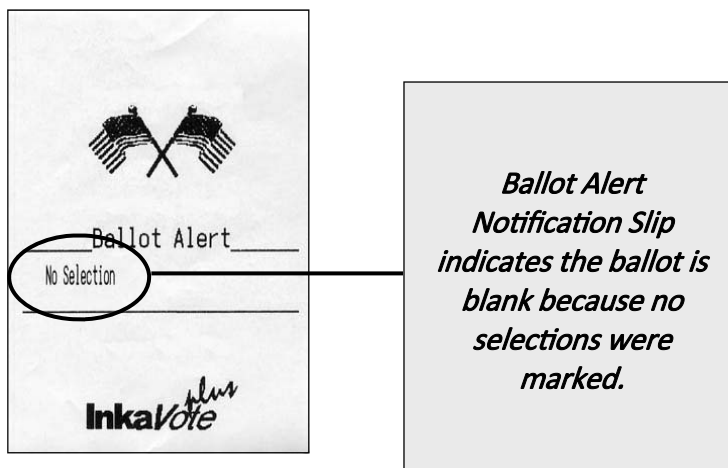 Ballot Alert
No Selection
InkaVote plus
Ballot Alert
Notification Slip
indicates the ballot is
blank because no
selections were
marked.